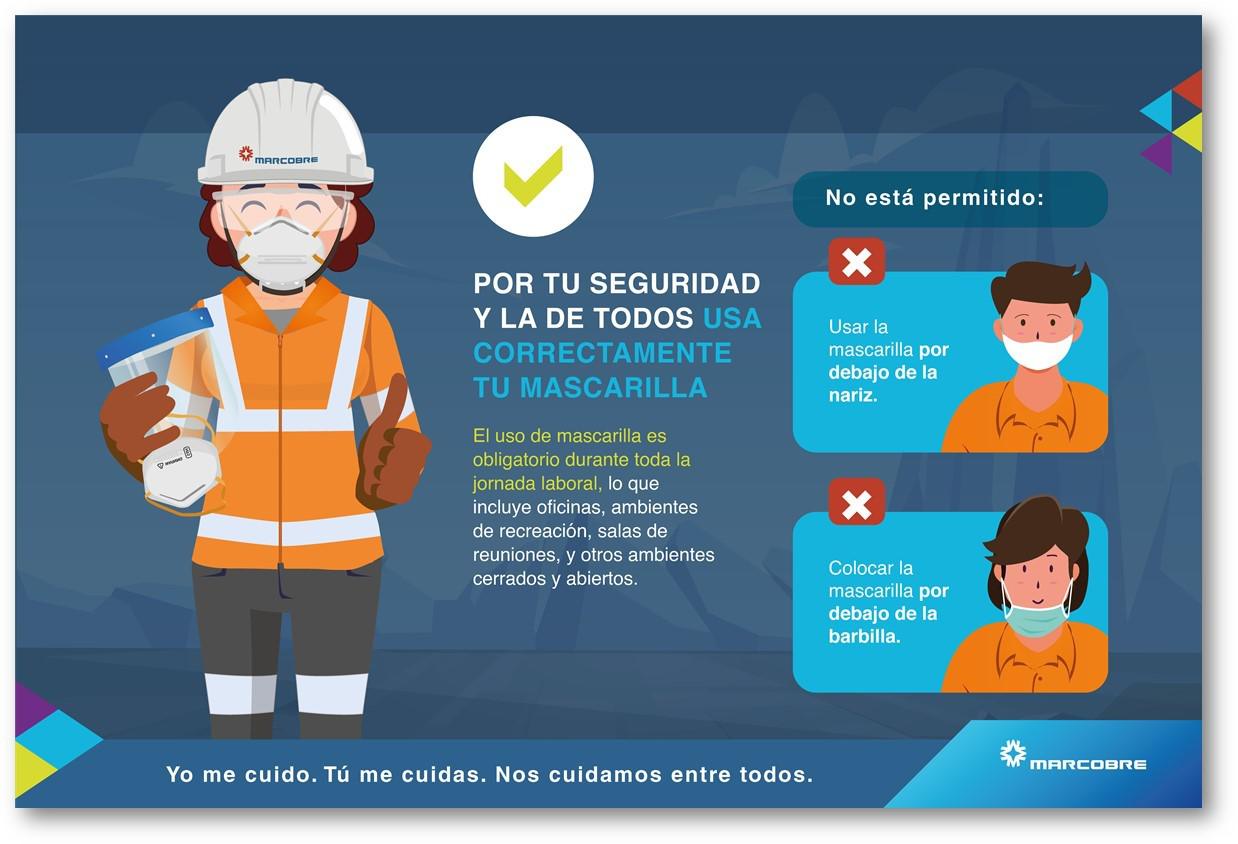 MARCOBRE
POR TU SEGURIDAD
Y LA DE TODOS USA
CORRECTAMENTE
TU MASCARILLA
El uso de mascarilla es
obligatorio durante toda la
jornada laboral, lo que
incluye oficinas, ambientes
de recreación, salas de
reuniones, y otros ambientes
cerrados y abiertos.
No está permitido:
Usar la
mascarilla por
debajo de la
nariz.
Colocar la
mascarilla por
debajo de la
barbilla.
Yo me cuido. Tú me cuidas. Nos cuidamos entre todos.
MARCOBRE